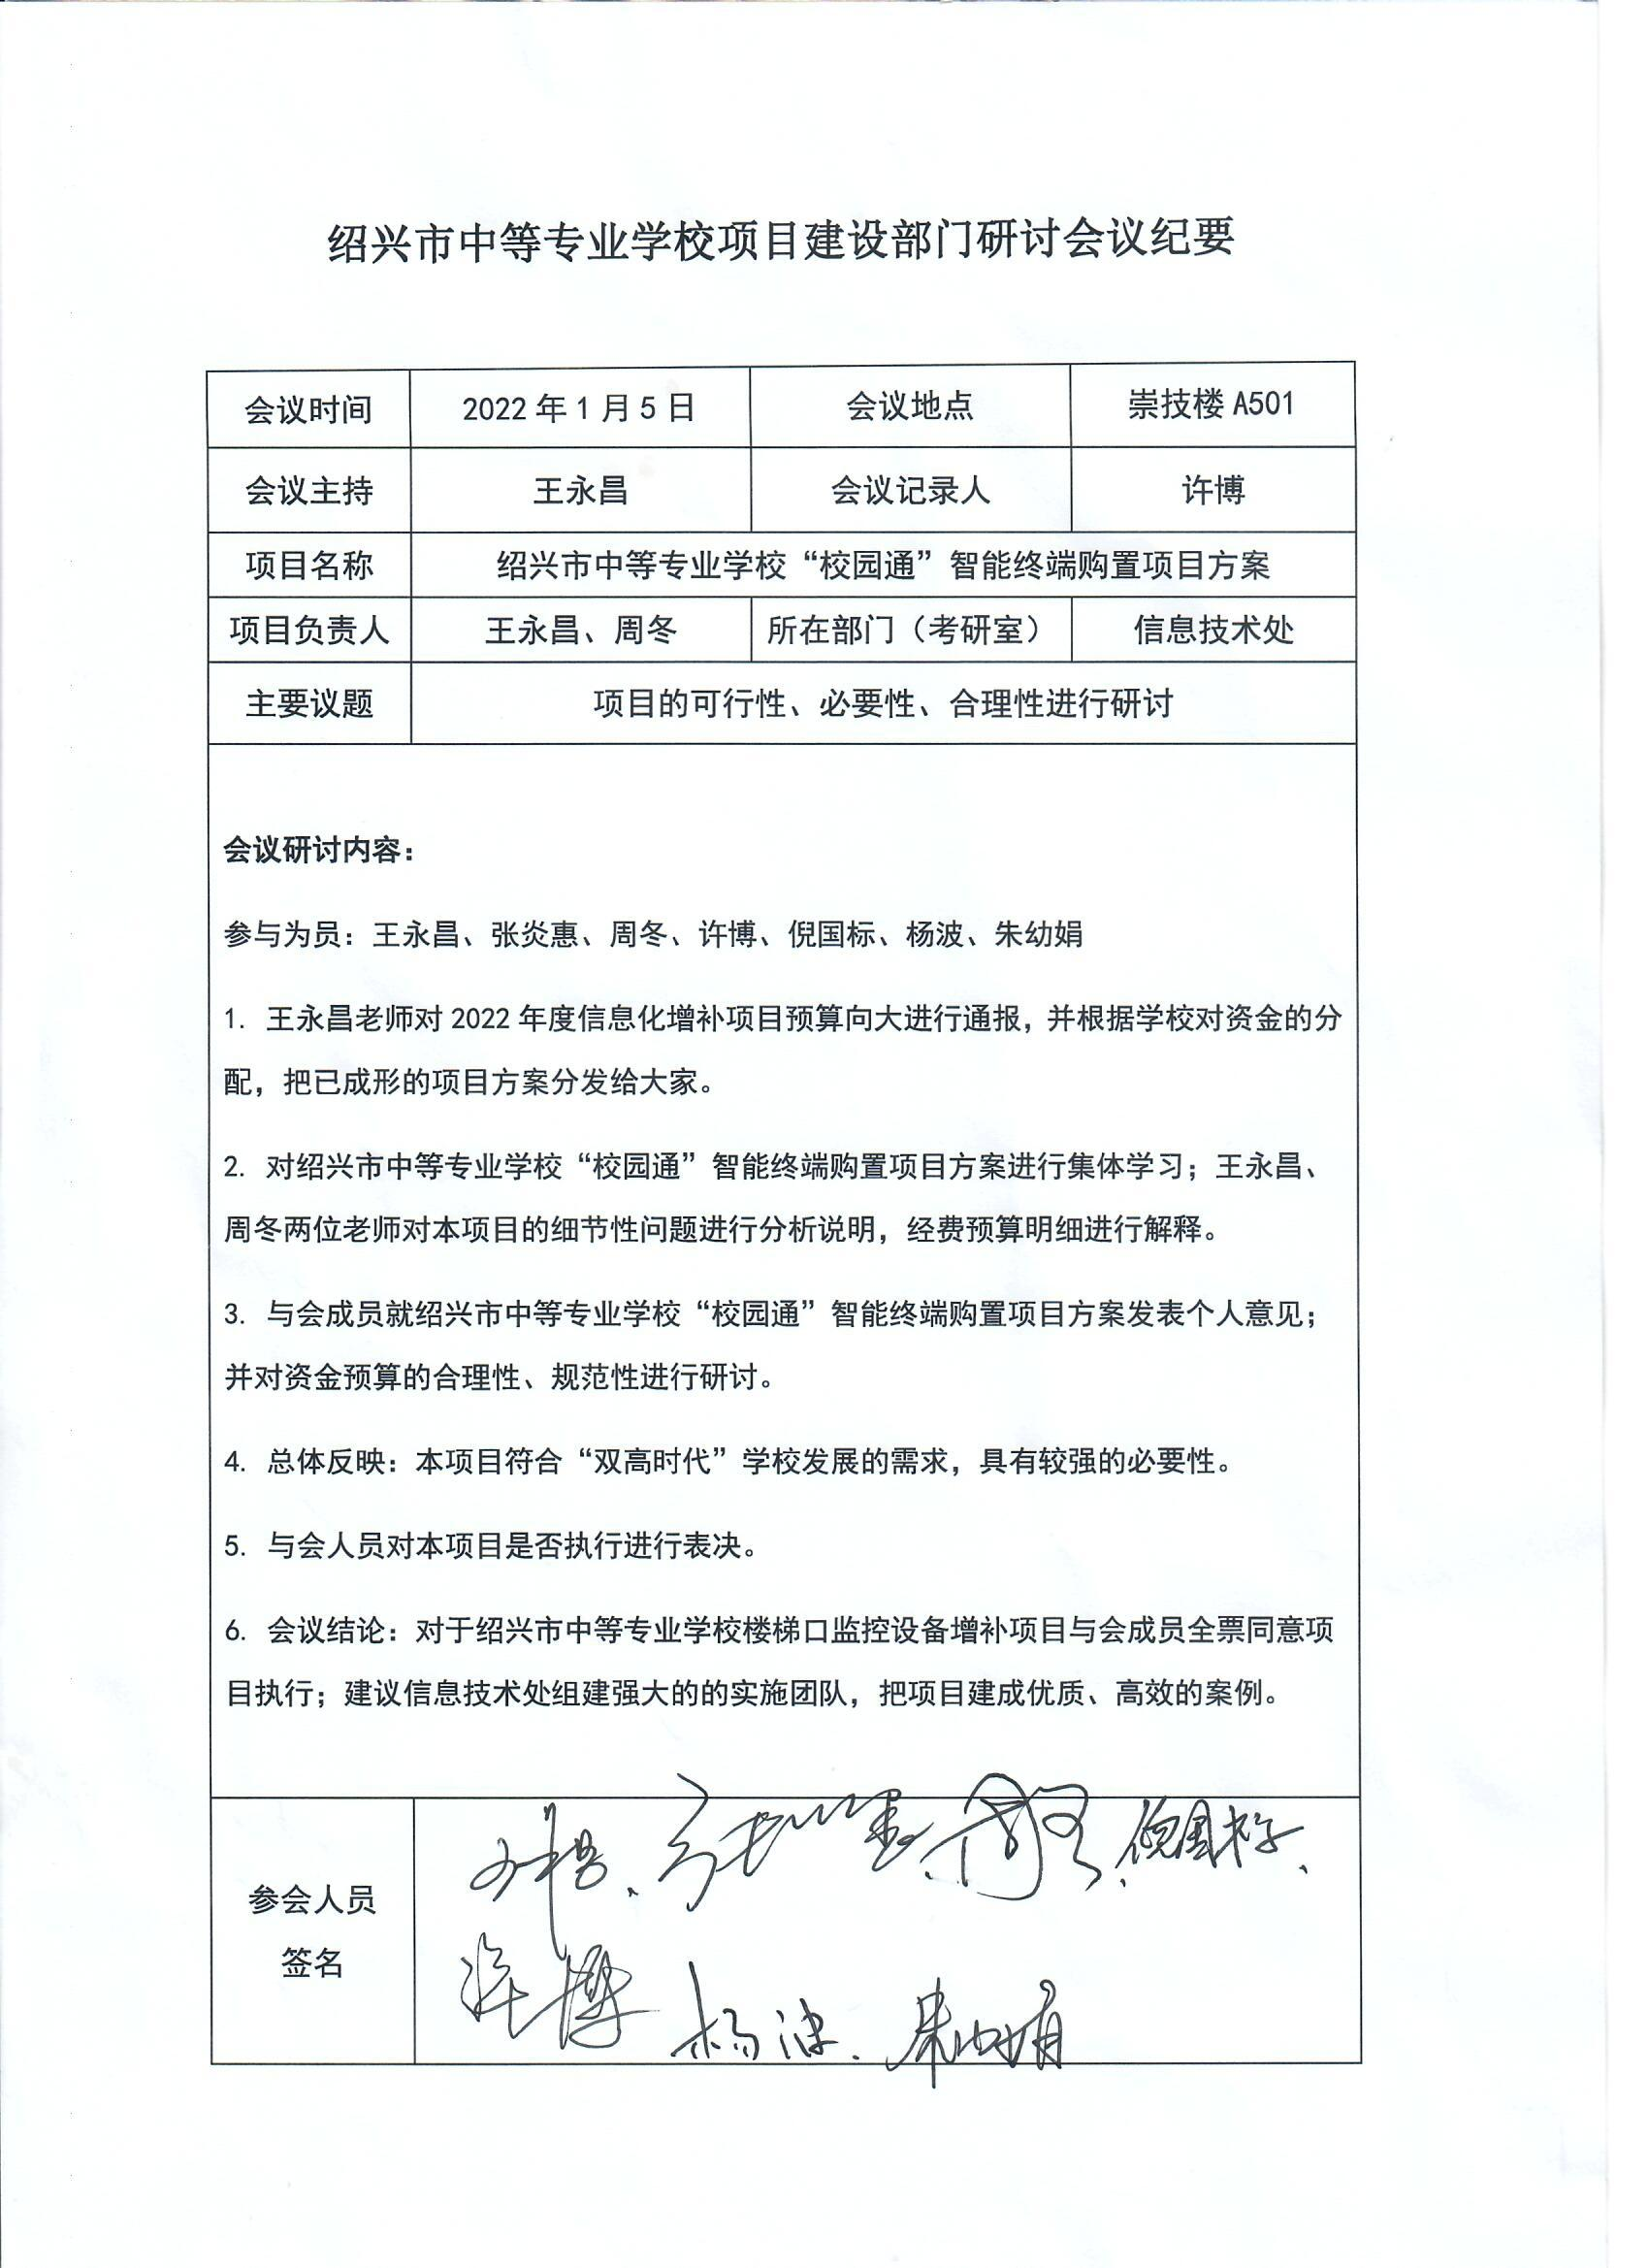 绍兴市中等专业学校项目建设部门研讨会议纪要
会议时间 2022年1月5日 会议地点 崇技楼A501
会议主持 王永昌 会议记录人 许博
项目名称 绍兴市中等专业学校“校园通”智能终端购置项目方案
项目负责人 王永昌、周冬 所在部门（考研室） 信息技术处
主要议题 项目的可行性、必要性、合理性进行研讨
会议研讨内容：
参与为员：王永昌、张炎惠、周冬、许博、倪国标、杨波、朱幼娟
1. 王永昌老师对2022年度信息化增补项目预算向大进行通报，并根据学校对资金的分
配，把已成形的项目方案分发给大家。
2. 对绍兴市中等专业学校“校园通”智能终端购置项目方案进行集体学习；王永昌、
周冬两位老师对本项目的细节性问题进行分析说明，经费预算明细进行解释。
3. 与会成员就绍兴市中等专业学校“校园通”智能终端购置项目方案发表个人意见；
并对资金预算的合理性、规范性进行研讨。
4. 总体反映：本项目符合“双高时代”学校发展的需求，具有较强的必要性。
5. 与会人员对本项目是否执行进行表决。
6. 会议结论：对于绍兴市中等专业学校楼梯口监控设备增补项目与会成员全票同意项
目执行；建议信息技术处组建强大的的实施团队，把项目建成优质、高效的案例。
参会人员
签名
倪国标、
许博 杨波. 朱幼娟